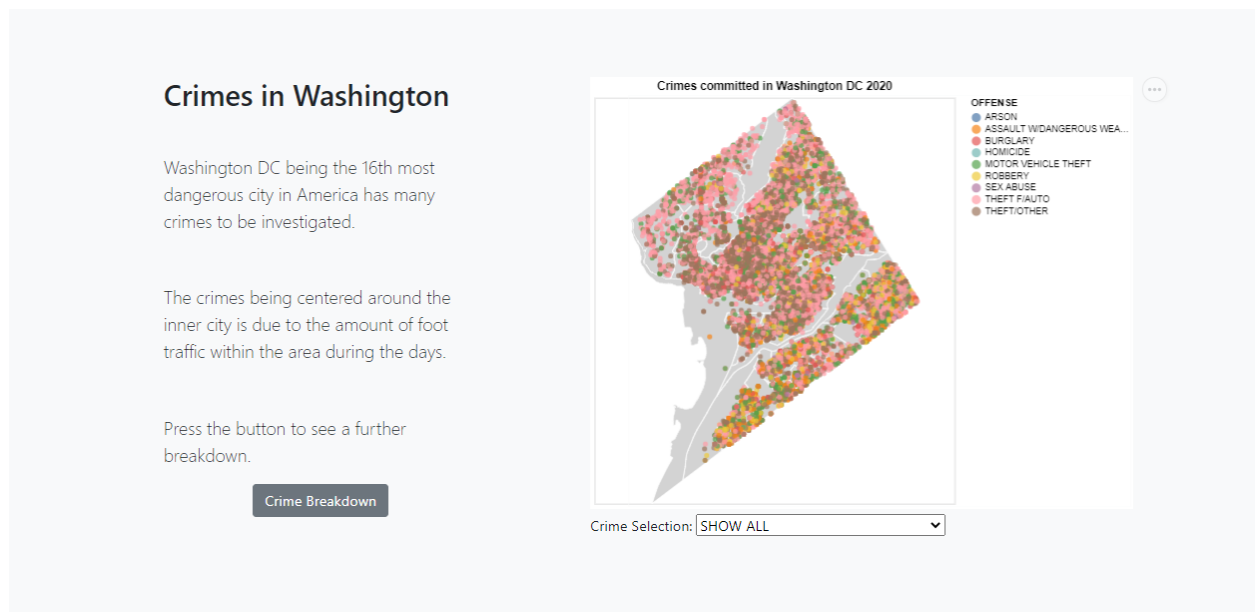 Crimes in Washington
Washington DC being the 16th most
dangerous city in America has many
crimes to be investigated.
The crimes being centered around the
inner city is due to the amount of foot
traffic within the area during the days.
Press the button to see a further
breakdown.
Crime Breakdown
Crimes committed in Washington DC 2020
OFFENSE
ARSON
ASSAULT W/DANGEROUS WEA...
BURGLARY
HOMICIDE
MOTOR VEHICLE THEFT
ROBBERY
SEX ABUSE
THEFT F/AUTO
THEFT/OTHER
Crime Selection: SHOW ALL